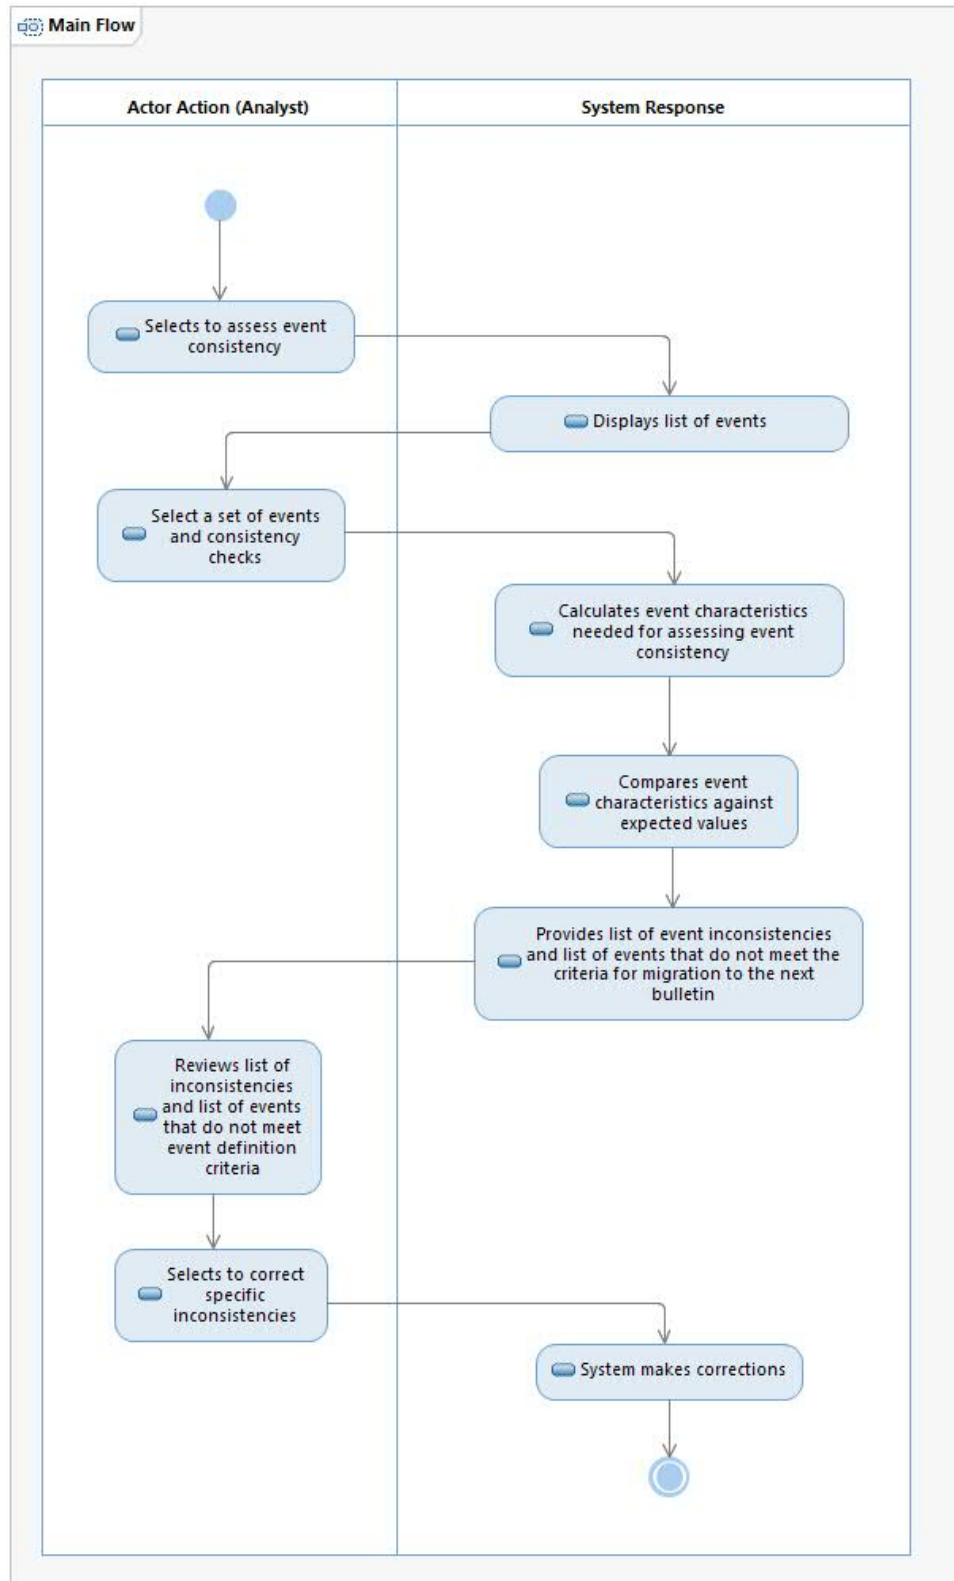 Main Flow
Actor Action (Analyst)
System Response
Selects to assess event
consistency
Displays list of events
Select a set of events
and consistency
checks
Calculates event characteristics
needed for assessing event
consistency
Compares event
characteristics against
expected values
Provides list of event inconsistencies
and list of events that do not meet the
criteria for migration to the next
bulletin
Reviews list of
inconsistencies
and list of events
that do not meet
event definition
criteria
Selects to correct
specific
inconsistencies
System makes corrections